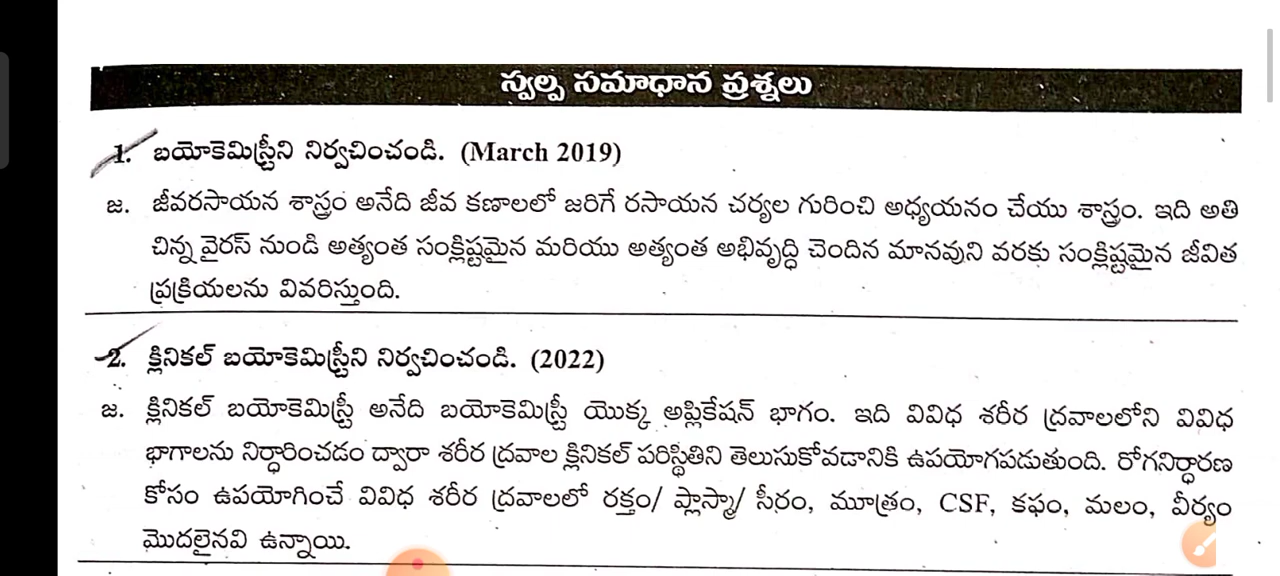 స్వల్ప సమాధాన ప్రశ్నలు
1. బయోకెమిస్ట్రీని నిర్వచించండి. (March 2019)
జ. జీవరసాయన శాస్త్రం అనేది జీవ కణాలలో జరిగే రసాయన చర్యల గురించి అధ్యయనం చేయు శాస్త్రం. ఇది అతి
చిన్న వైరస్ నుండి అత్యంత సంక్లిష్టమైన మరియు అత్యంత అభివృద్ధి చెందిన మానవుని వరకు సంక్లిష్టమైన జీవిత
ప్రక్రియలను వివరిస్తుంది.
2. క్లినికల్ బయోకెమిస్ట్రీని నిర్వచించండి. (2022)
జ. క్లినికల్ బయోకెమిస్ట్రీ అనేది బయోకెమిస్ట్రీ యొక్క అప్లికేషన్ భాగం. ఇది వివిధ శరీర ద్రవాలలోని వివిధ
భాగాలను నిర్ధారించడం ద్వారా శరీర ద్రవాల క్లినికల్ పరిస్థితిని తెలుసుకోవడానికి ఉపయోగపడుతుంది. రోగనిర్ధారణ
కోసం ఉపయోగించే వివిధ శరీర ద్రవాలలో రక్తం/ ప్లాస్మా/ సీరం, మూత్రం, CSF, కఫం, మలం, వీర్యం
మొదలైనవి ఉన్నాయి.